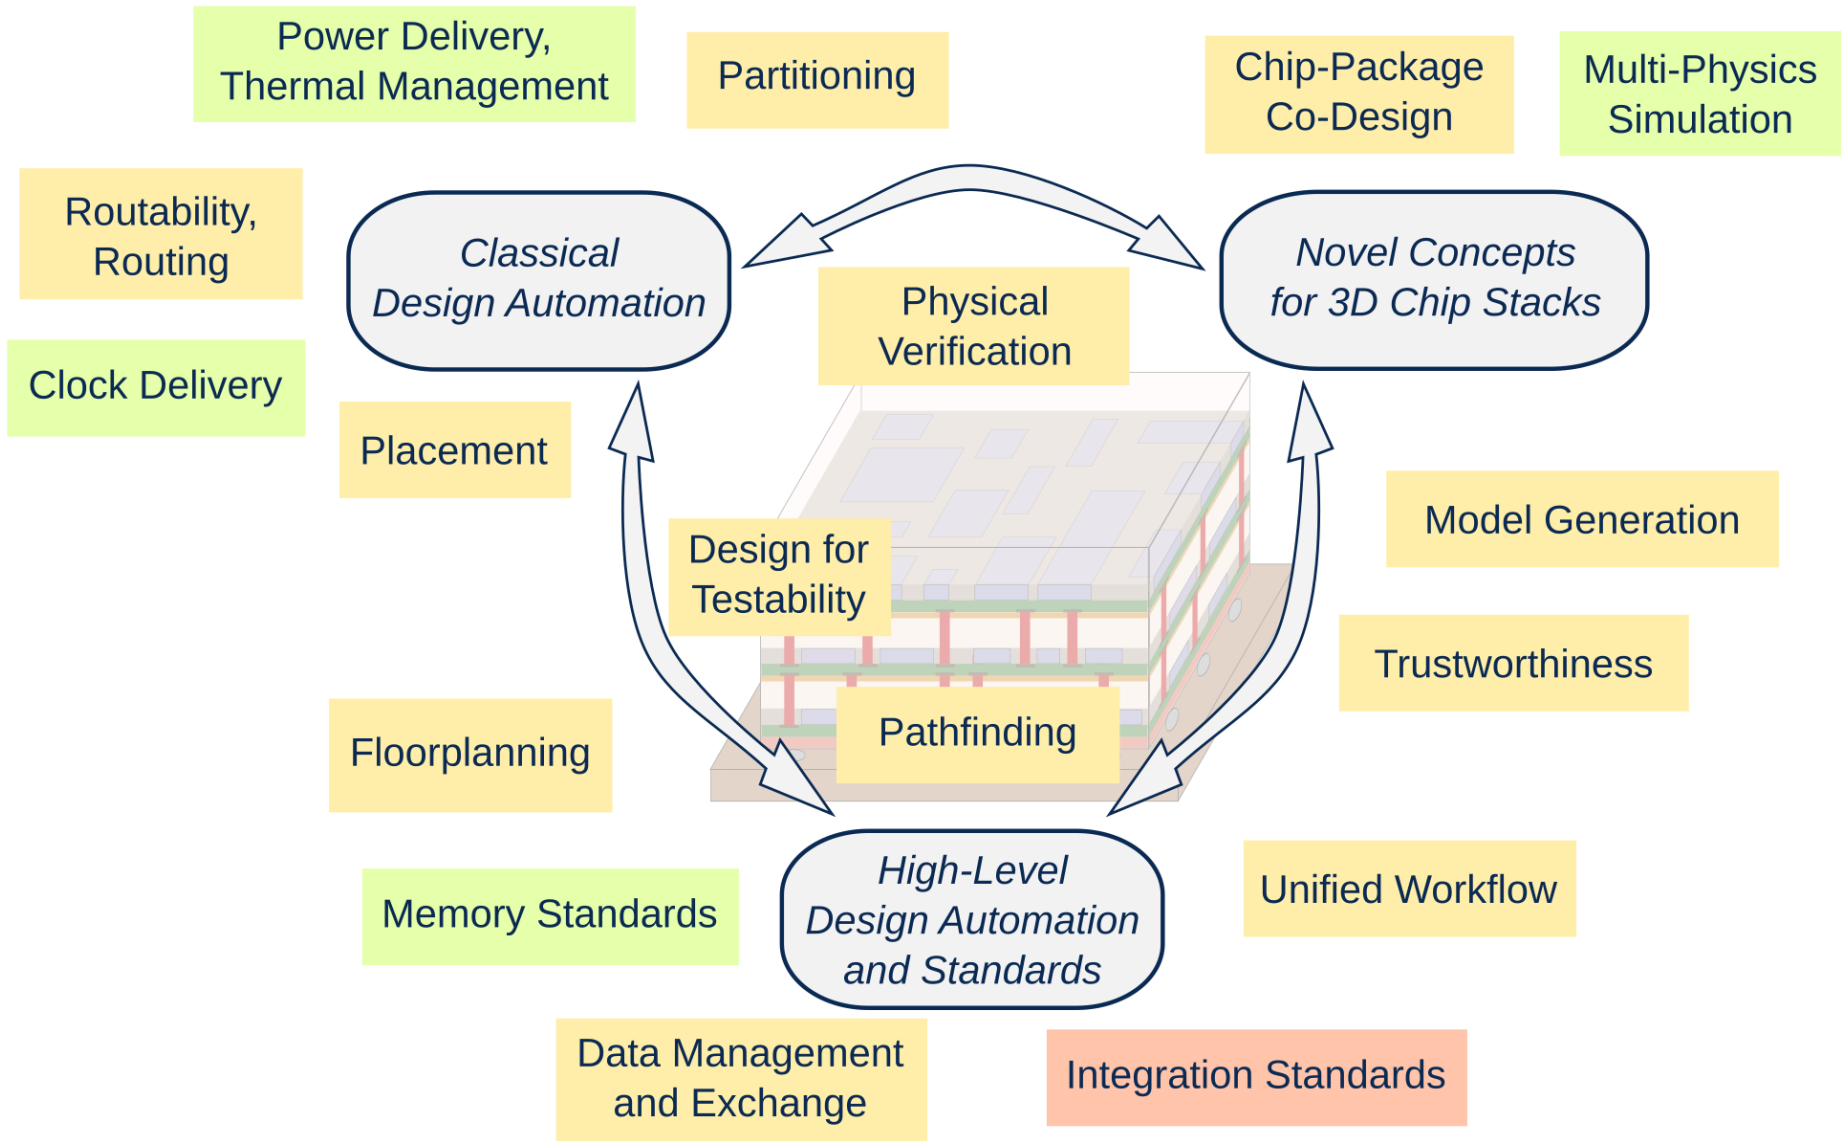 Power Delivery,
Thermal Management
Partitioning
Chip-Package
Co-Design
Multi-Physics
Simulation
Routability,
Routing
Classical
Design Automation
Novel Concepts
for 3D Chip Stacks
Physical
Verification
Clock Delivery
Placement
Design for
Testability
Model Generation
Trustworthiness
Floorplanning
Pathfinding
Memory Standards
High-Level
Design Automation
and Standards
Unified Workflow
Data Management
and Exchange
Integration Standards